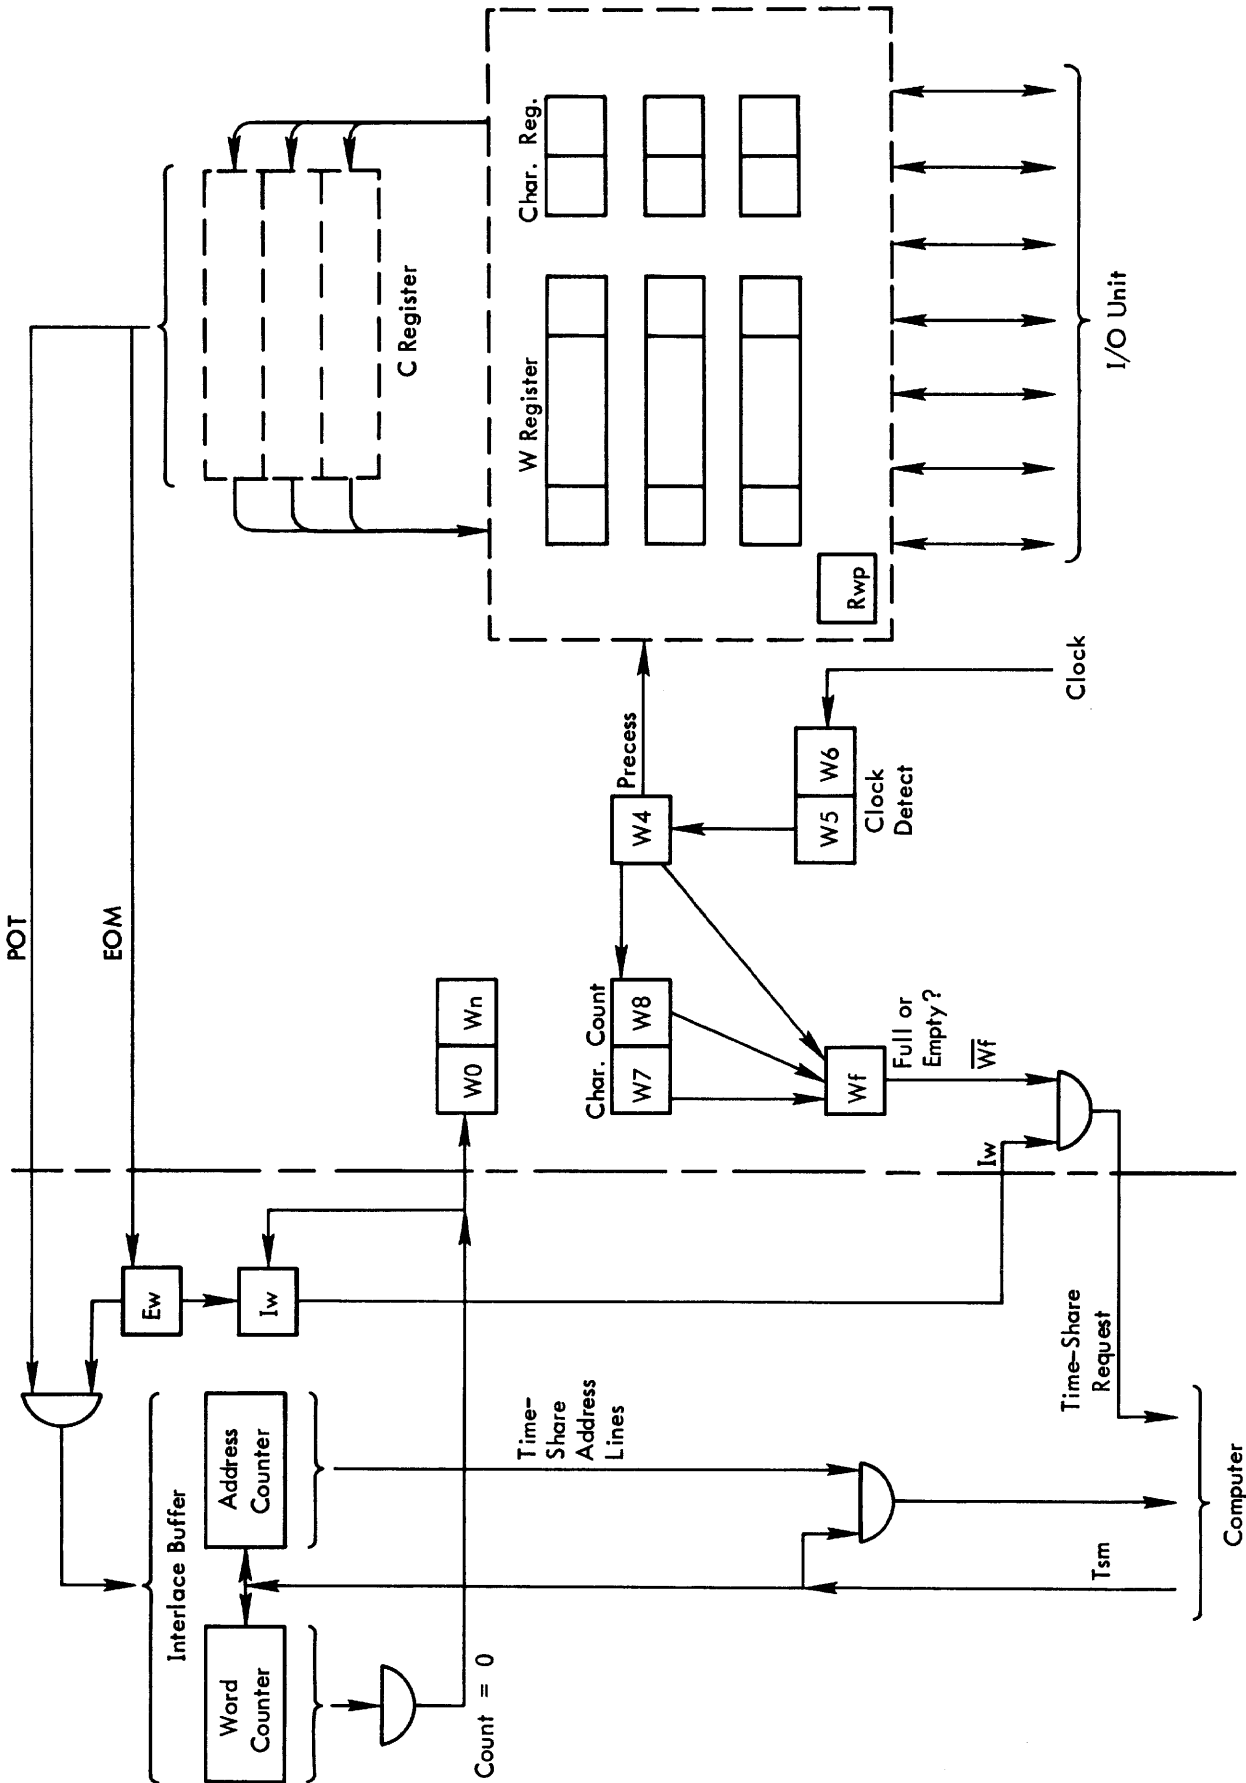 POT
EOM
Ew
Iw
Interlace Buffer
Word
Counter
Address
Counter
Count = 0
Time-
Share
Address
Lines
Tsm
Computer
Time-Share
Request
Iw
W0
Wn
Char. Count
W7
W8
Wf
Full or
Empty?
Wf
W4
Precess
W5
W6
Clock
Detect
Clock
C Register
W Register
Char. Reg.
Rwp
I/O Unit